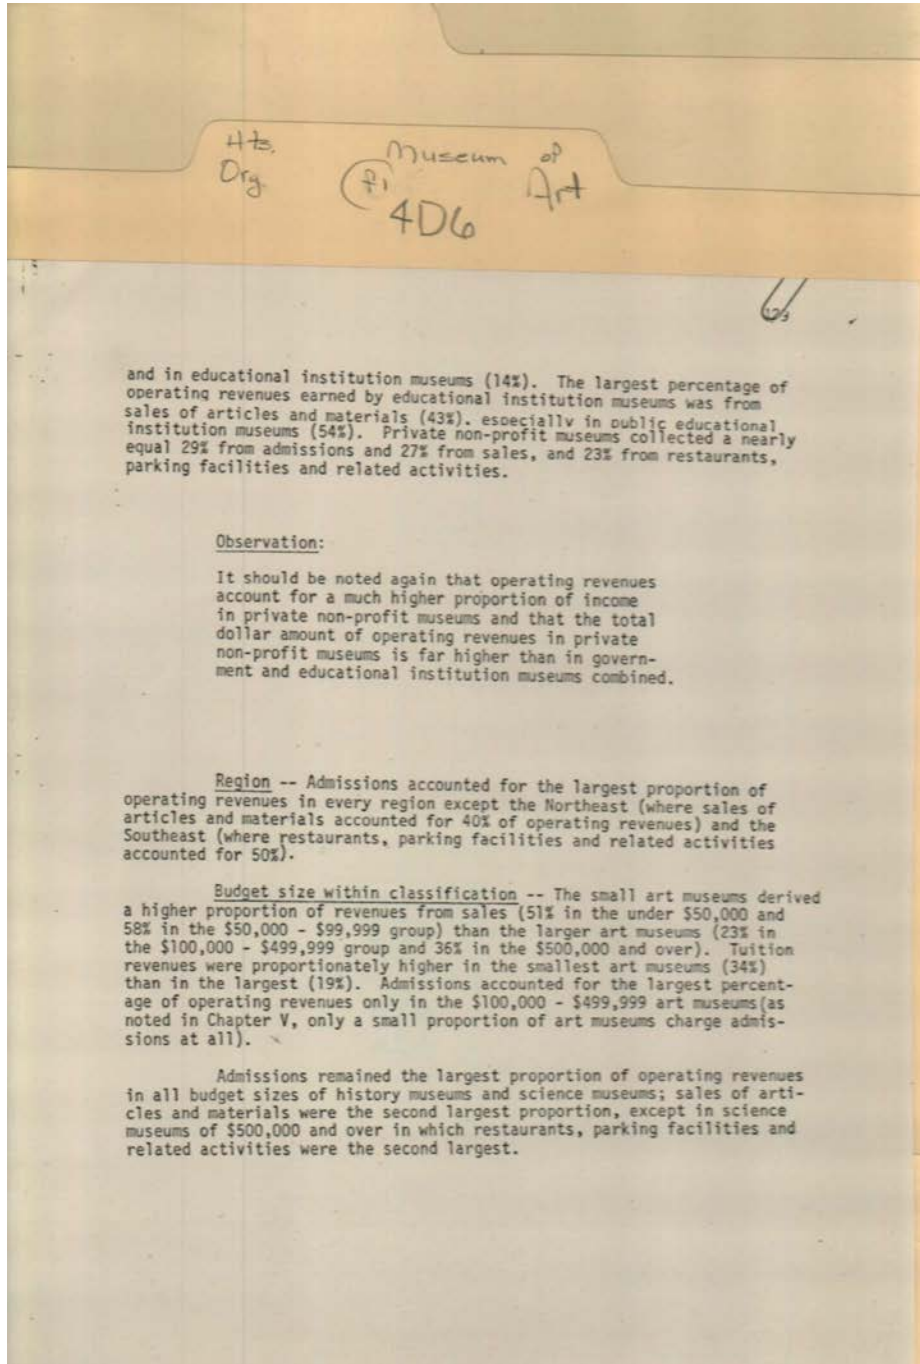 Hts. Museum of
Org. P1 Art
4D6
and in educational institution museums (14%). The largest percentage of
operating revenues earned by educational institution museums was from
sales of articles and materials (43%), especially in public educational
institution museums (54%). Private non-profit museums collected a nearly
equal 29% from admissions and 27% from sales, and 23% from restaurants,
parking facilities and related activities.
Observation:
It should be noted again that operating revenues
account for a much higher proportion of income
in private non-profit museums and that the total
dollar amount of operating revenues in private
non-profit museums is far higher than in govern-
ment and educational institution museums combined.
Region -- Admissions accounted for the largest proportion of
operating revenues in every region except the Northeast (where sales of
articles and materials accounted for 40% of operating revenues) and the
Southeast (where restaurants, parking facilities and related activities
accounted for 50%).
Budget size within classification -- The small art museums derived
a higher proportion of revenues from sales (51% in the under $50,000 and
58% in the $50,000 - $99,999 group) than the larger art museums (23% in
the $100,000 - $499,999 group and 36% in the $500,000 and over). Tuition
revenues were proportionately higher in the smallest art museums (34%)
than in the largest (19%). Admissions accounted for the largest percent-
age of operating revenues only in the $100,000 - $499,999 art museums(as
noted in Chapter V, only a small proportion of art museums charge admis-
sions at all).
Admissions remained the largest proportion of operating revenues
in all budget sizes of history museums and science museums; sales of arti-
cles and materials were the second largest proportion, except in science
museums of $500,000 and over in which restaurants, parking facilities and
related activities were the second largest.